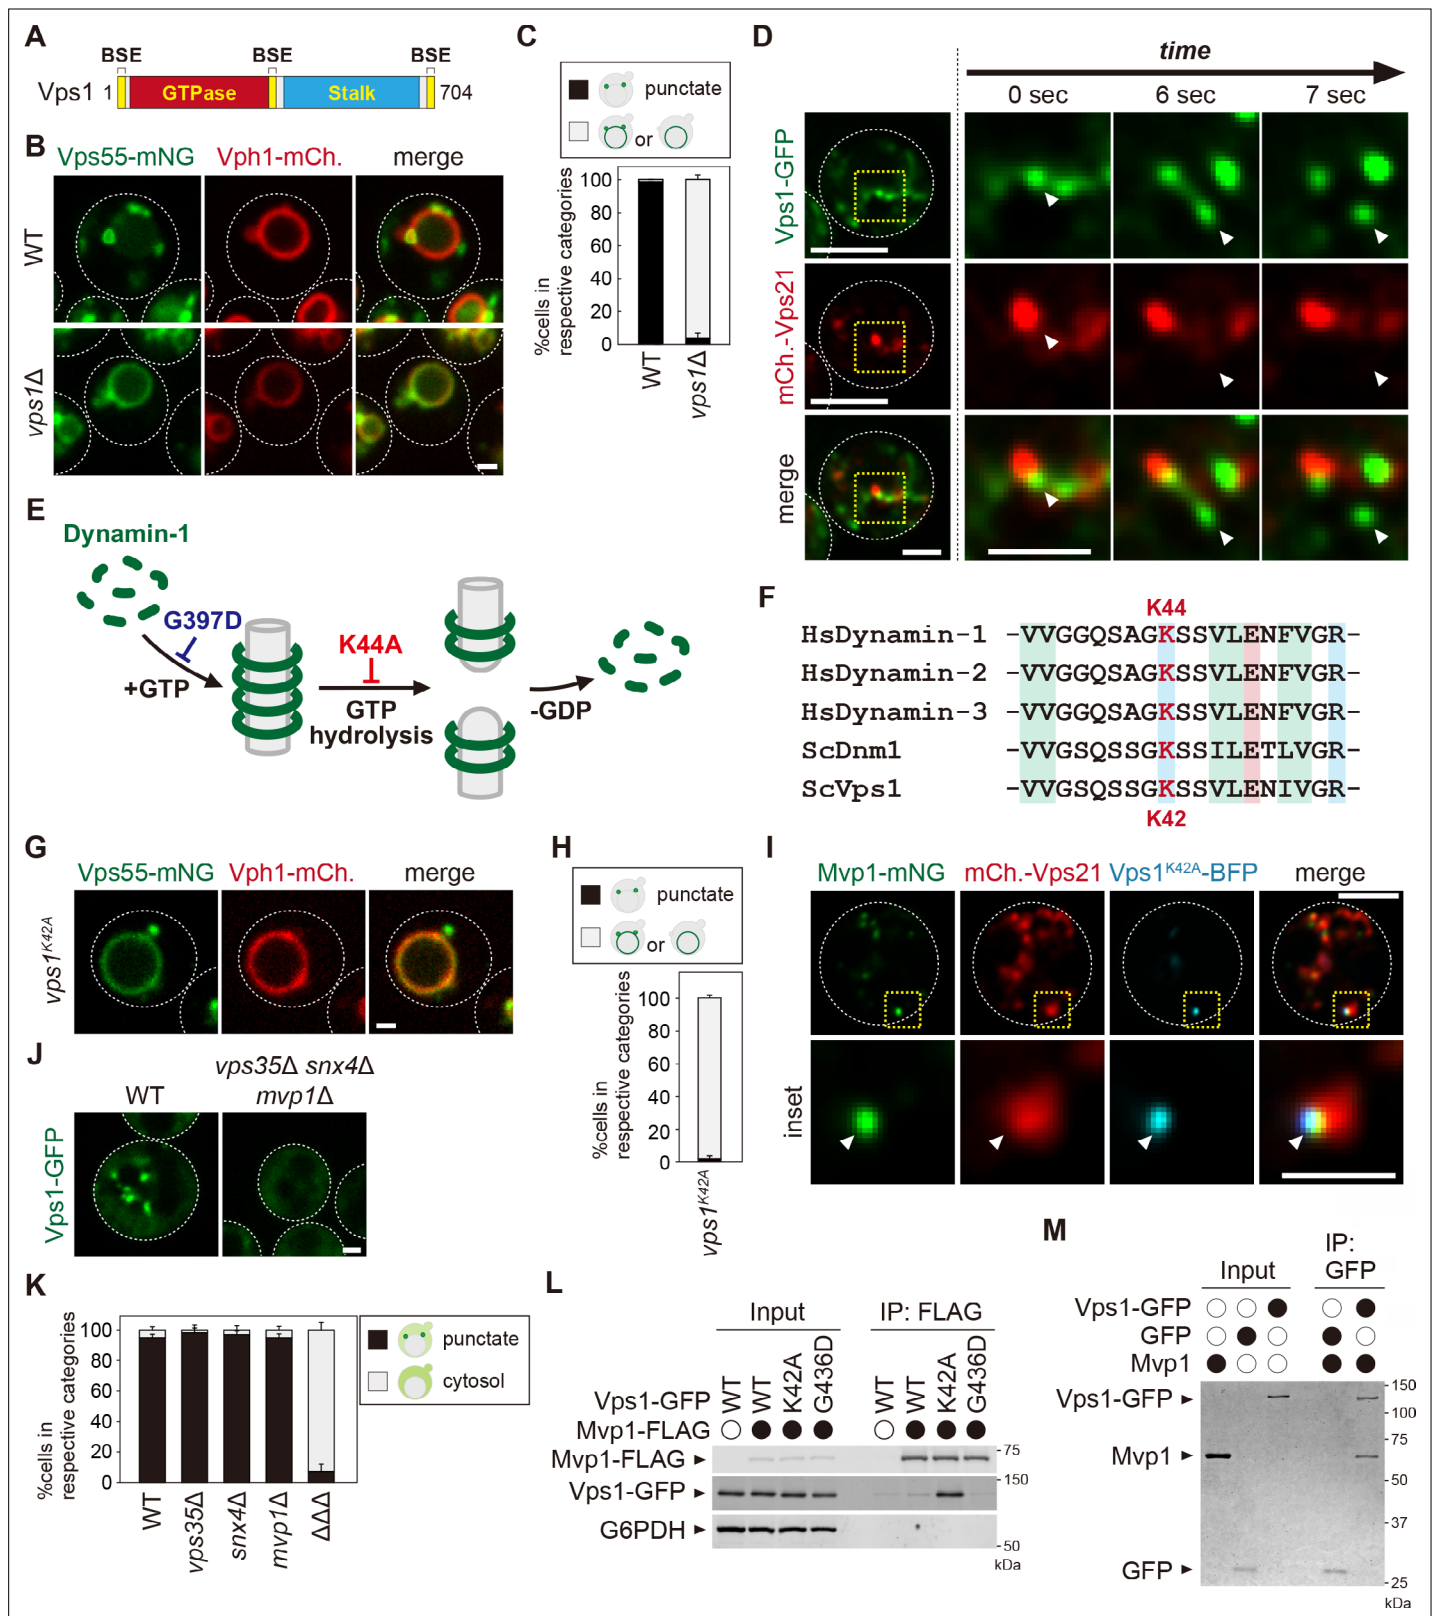 A
BSE BSE BSE
Vps1 1 GTPase Stalk 704
B
Vps55-mNG Vph1-mCh. merge
WT
vps1Δ
C
punctate
or
%cells in
respective categories
100
80
60
40
20
0
WT
vps1Δ
D
time
0 sec 6 sec 7 sec
Vps1-GFP
mCh.-Vps21
merge
E
Dynamin-1
G397D
+GTP
K44A
GTP
hydrolysis
-GDP
F
K44
HsDynamin-1 -VVGGQSAGKSSVLENFVGR-
HsDynamin-2 -VVGGQSAGKSSVLENFVGR-
HsDynamin-3 -VVGGQSAGKSSVLENFVGR-
ScDnm1 -VVGSQSSGKSSILETLVGR-
ScVps1 -VVGSQSSGKSSVLENIVGR-
K42
G
Vps55-mNG Vph1-mCh. merge
vps1K42A
H
punctate
or
%cells in
respective categories
100
80
60
40
20
0
vps1K42A
I
Mvp1-mNG mCh.-Vps21 Vps1K42A-BFP merge
inset
J
WT
vps35Δ snx4Δ
mvp1Δ
Vps1-GFP
K
%cells in
respective categories
100
80
60
40
20
0
WT
vps35Δ
snx4Δ
mvp1Δ
ΔΔΔ
punctate
cytosol
L
Input IP: FLAG
Vps1-GFP WT WT K42A G436D WT WT K42A G436D
Mvp1-FLAG
Mvp1-FLAG
Vps1-GFP
G6PDH
75
150
50
kDa
M
Input
IP:
GFP
Vps1-GFP
GFP
Mvp1
Vps1-GFP
Mvp1
GFP
150
100
75
50
37
25
kDa